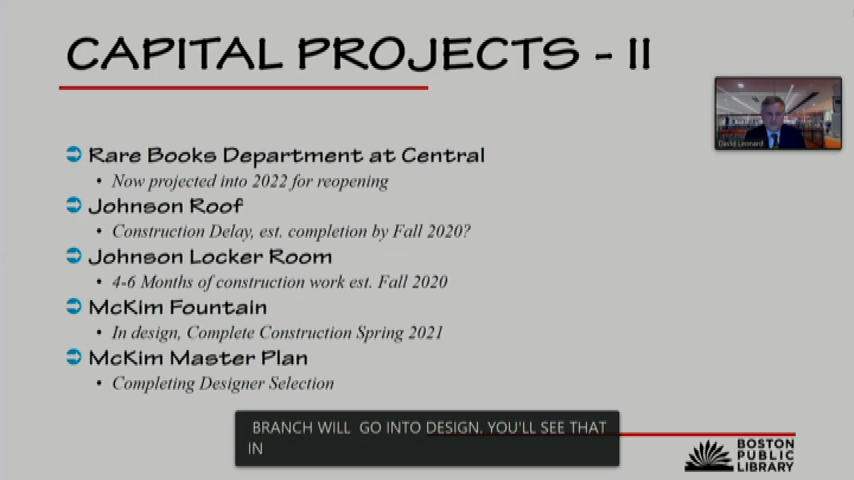 CAPITAL PROJECTS - II
David Leonard
Rare Books Department at Central
• Now projected into 2022 for reopening
Johnson Roof
• Construction Delay, est. completion by Fall 2020?
Johnson Locker Room
• 4-6 Months of construction work est. Fall 2020
McKim Fountain
• In design, Complete Construction Spring 2021
McKim Master Plan
• Completing Designer Selection
BRANCH WILL GO INTO DESIGN. YOU'LL SEE THAT
IN
BOSTON
PUBLIC
LIBRARY